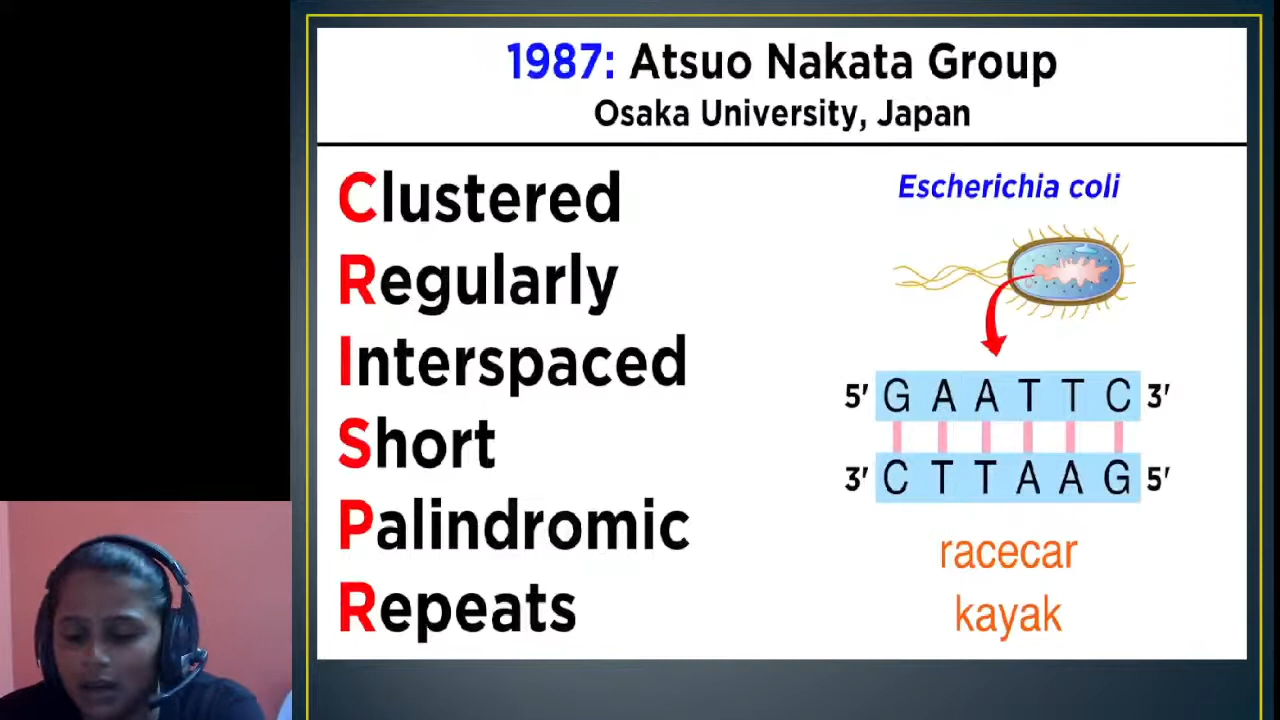 1987: Atsuo Nakata Group
Osaka University, Japan
Clustered
Regularly
Interspaced
Short
Palindromic
Repeats
Escherichia coli
5' G A A T T C 3'
3' C T T A A G 5'
racecar
kayak